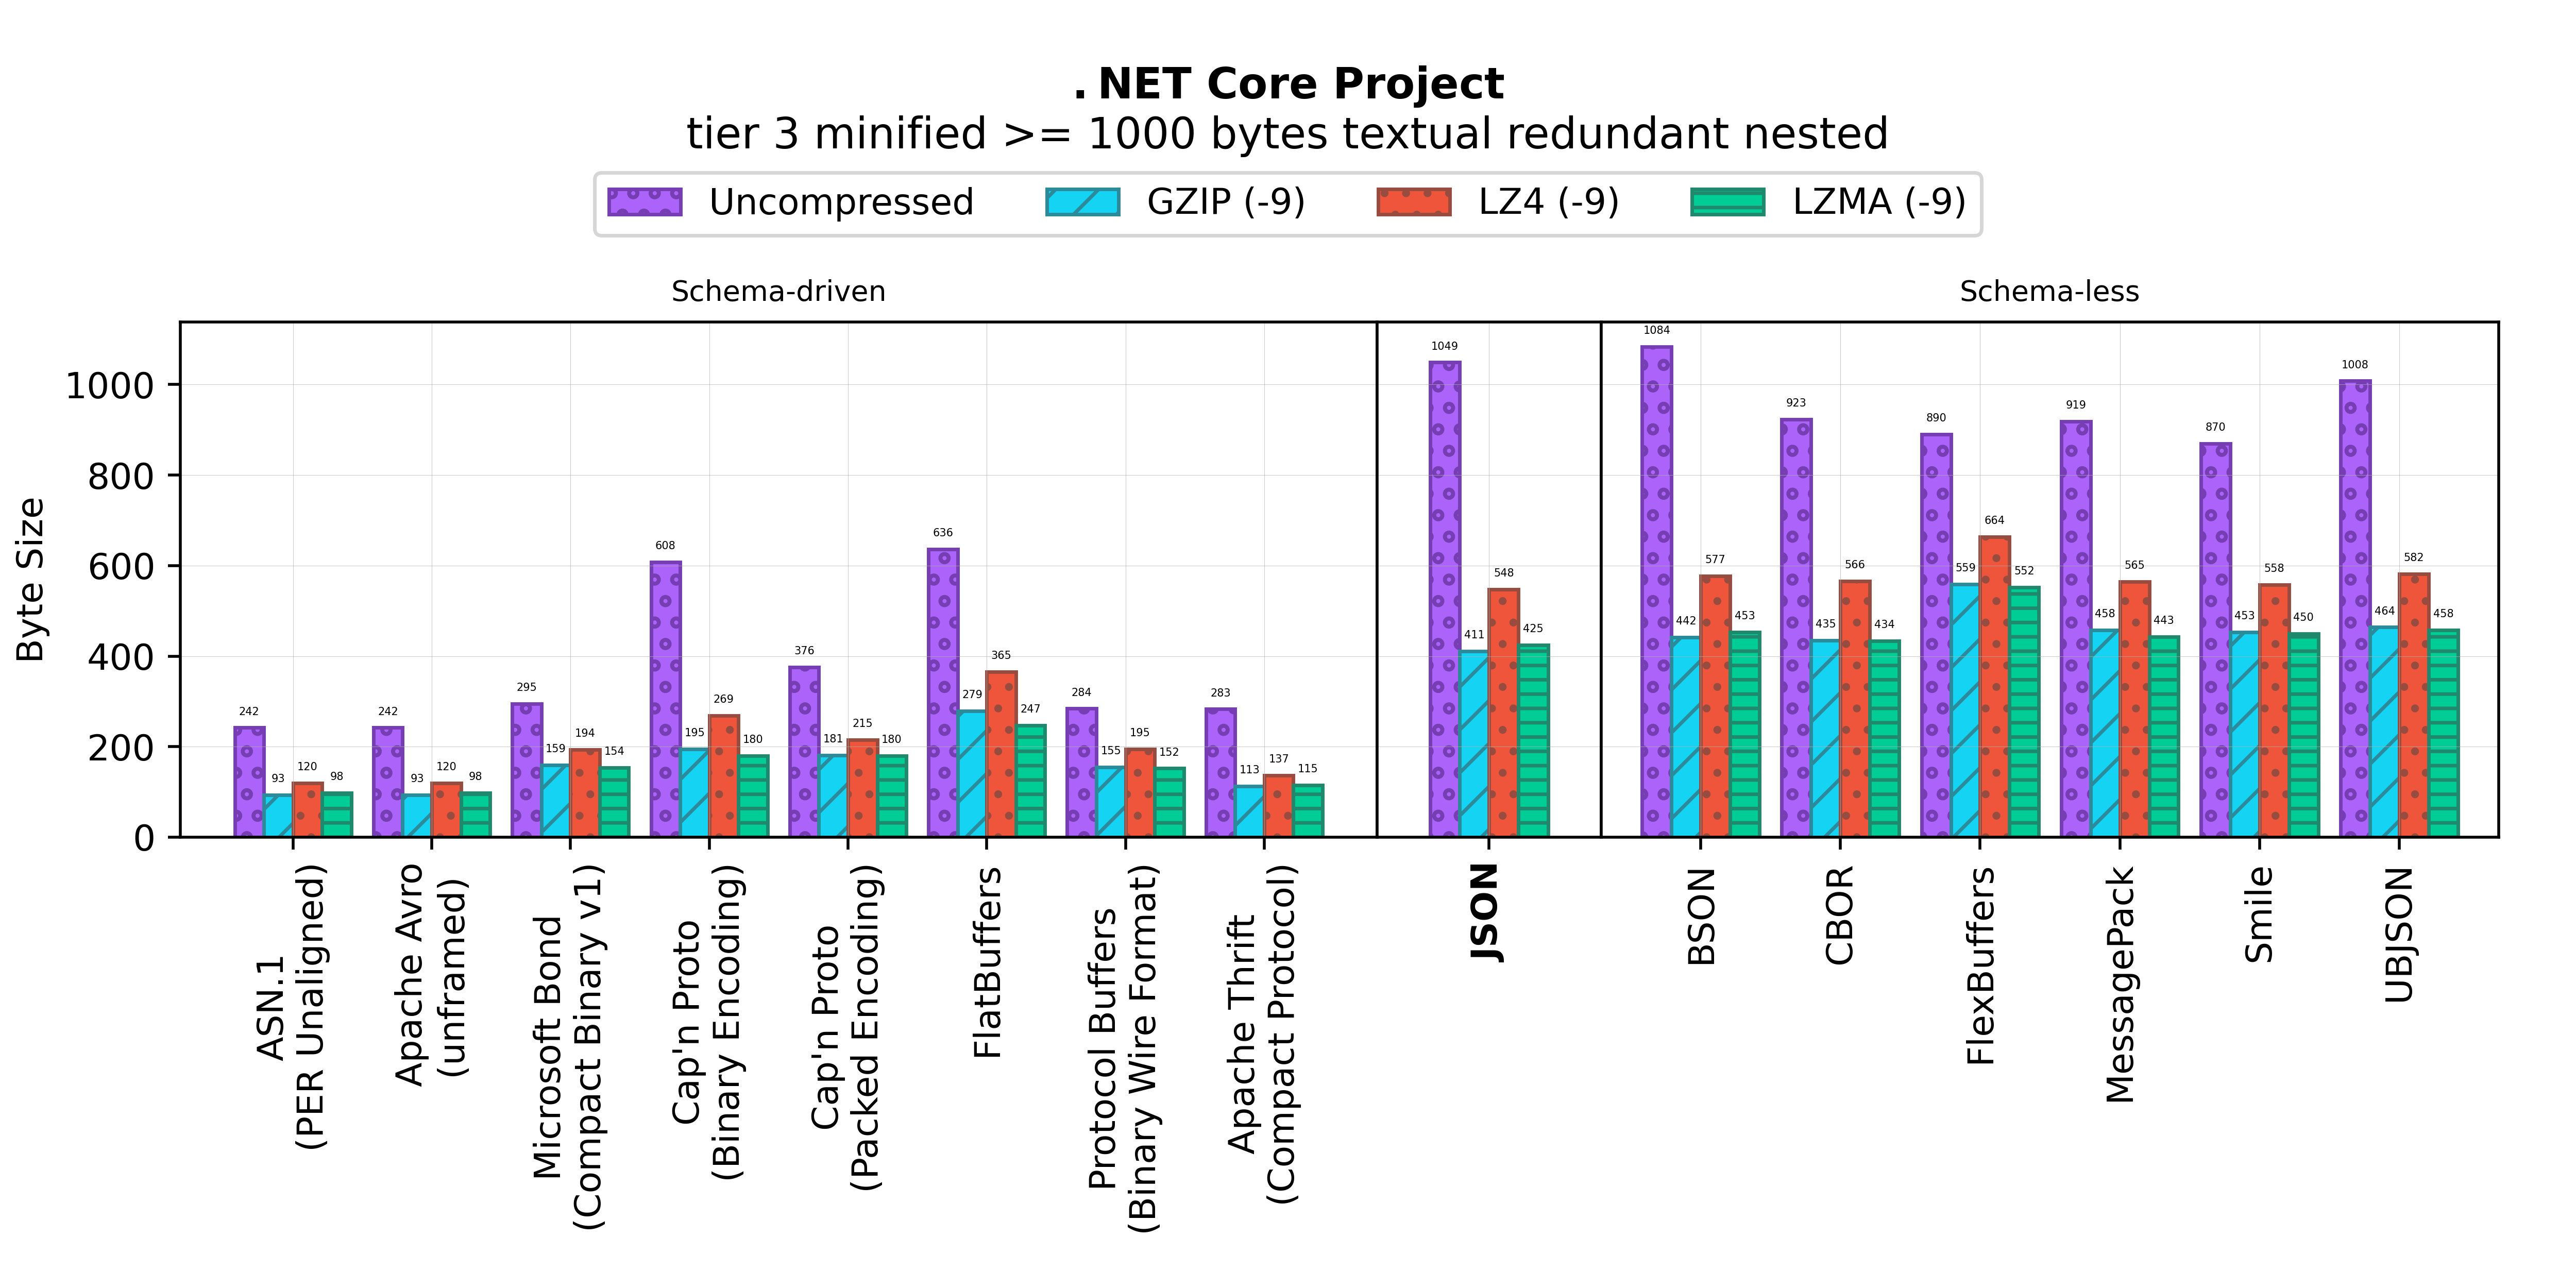 . NET Core Project
tier 3 minified >= 1000 bytes textual redundant nested
Uncompressed
GZIP (-9)
LZ4 (-9)
LZMA (-9)
Schema-driven
Schema-less
Byte Size
1000
800
600
400
200
0
242
93
120
98
242
93
120
98
295
159
194
154
608
195
269
180
376
181
215
180
636
279
365
247
284
155
195
152
283
113
137
115
1049
411
548
425
1084
442
577
453
923
435
566
434
890
559
664
552
919
458
565
443
870
453
558
450
1008
464
582
458
ASN.1
(PER Unaligned)
Apache Avro
(unframed)
Microsoft Bond
(Compact Binary v1)
Cap'n Proto
(Binary Encoding)
Cap'n Proto
(Packed Encoding)
FlatBuffers
Protocol Buffers
(Binary Wire Format)
Apache Thrift
(Compact Protocol)
JSON
BSON
CBOR
FlexBuffers
MessagePack
Smile
UBJSON